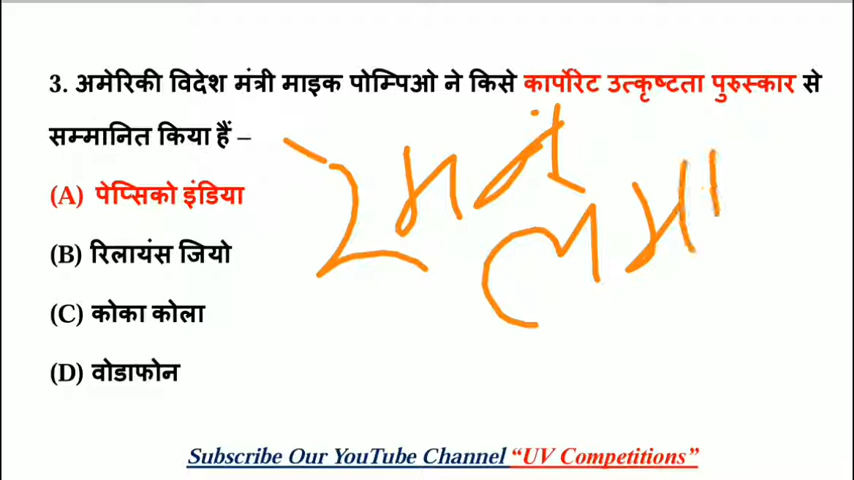 3. अमेरिकी विदेश मंत्री माइक पोम्पिओ ने किसे कार्पोरेट उत्कृष्टता पुरुस्कार से
सम्मानित किया हैं –
(A) पेप्सिको इंडिया
(B) रिलायंस जियो
(C) कोका कोला
(D) वोडाफोन
Subscribe Our YouTube Channel “UV Competitions”